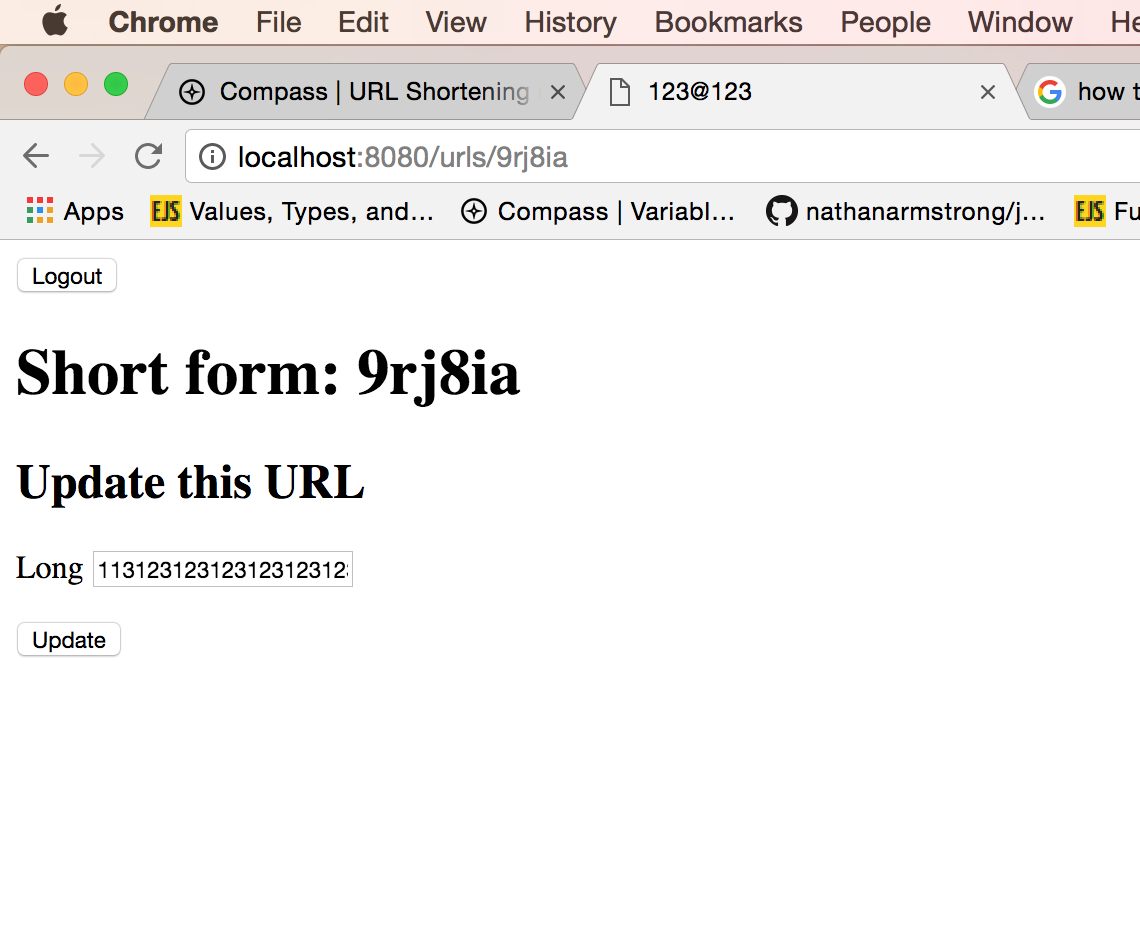 Chrome File Edit View History Bookmarks People Window He
Compass | URL Shortening 123@123 how t
localhost:8080/urls/9rj8ia
Apps EJS Values, Types, and... Compass | Variabl... nathanarmstrong/j... EJS Fu
Logout
Short form: 9rj8ia
Update this URL
Long 113123123123123123123
Update